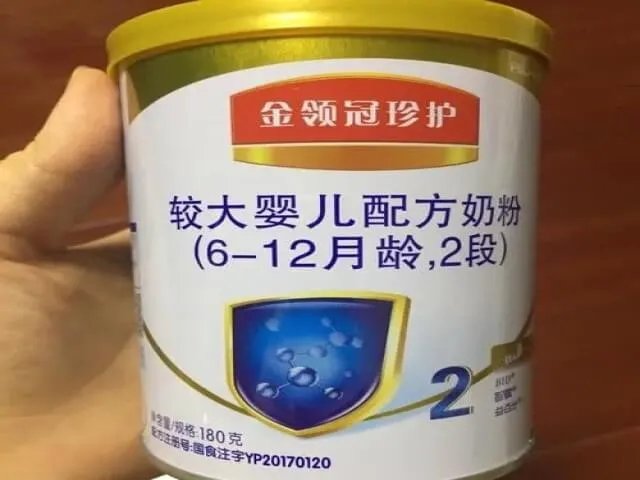 金领冠珍护
较大婴儿配方奶粉
(6-12月龄,2段)
2
净含量/规格:180克
配方注册号:国食注字YP20170120